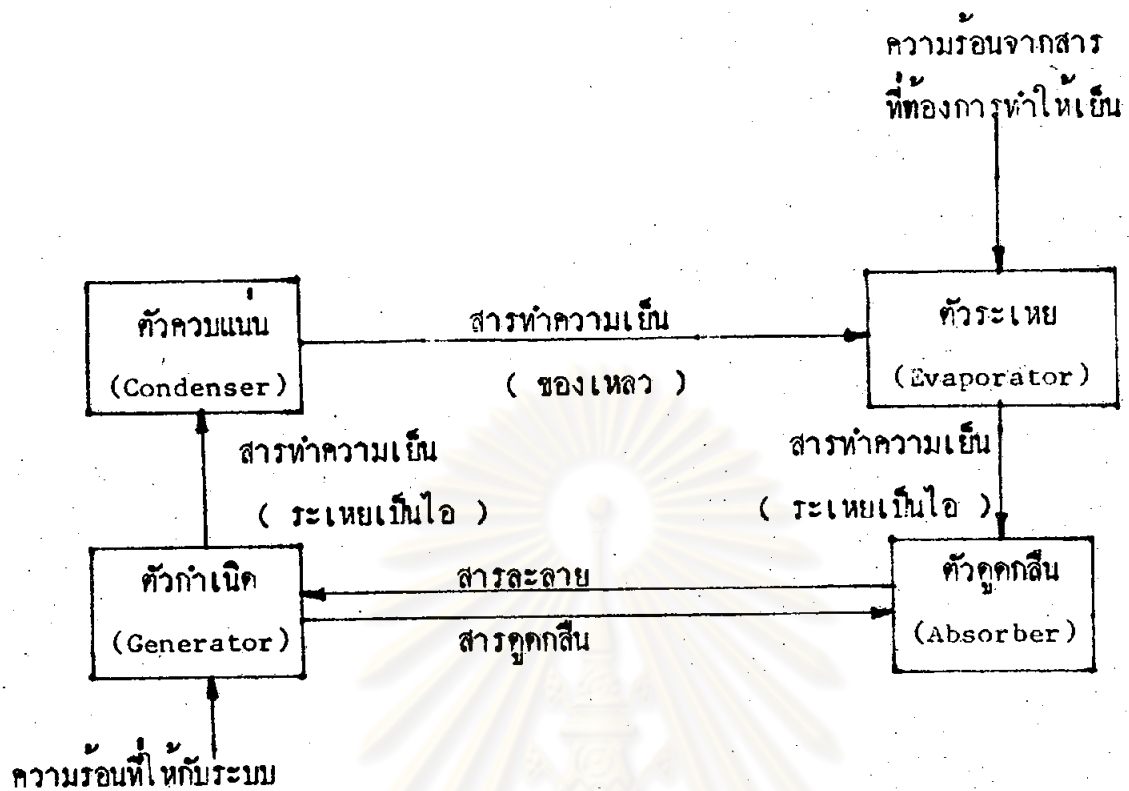 ความร้อนจากสาร
ที่ต้องการทำให้เย็น
ตัวควบแน่น
(Condenser)
สารทำความเย็น
( ของเหลว )
ตัวระเหย
(Evaporator)
สารทำความเย็น
( ระเหยเป็นไอ )
สารทำความเย็น
( ระเหยเป็นไอ )
ตัวกำเนิด
(Generator)
สารละลาย
สารดูดกลืน
ตัวดูดกลืน
(Absorber)
ความร้อนที่ให้กับระบบ